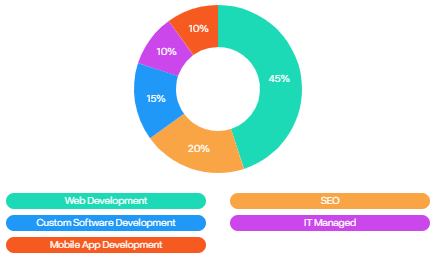 10%
45%
10%
15%
20%
Web Development
SEO
Custom Software Development
IT Managed
Mobile App Development